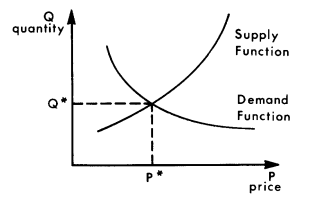 Q
quantity
Supply
Function
Q*
Demand
Function
P*
P
price